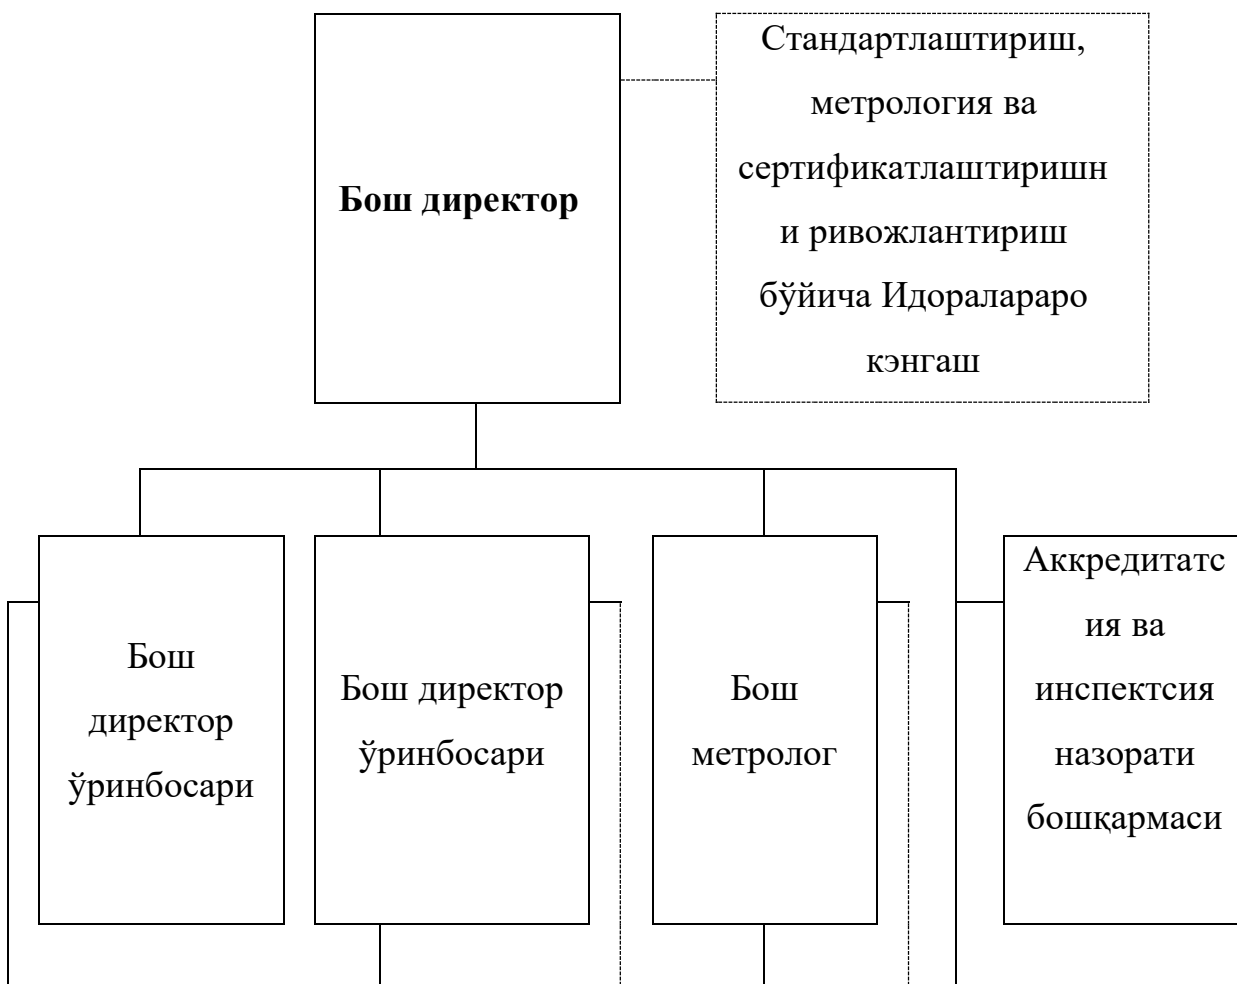 Бош директор
Стандартлаштириш,
метрология ва
сертификатлаштиришн
и ривожлантириш
бўйича Идоралараро
кэнгаш
Бош
директор
ўринбосари
Бош директор
ўринбосари
Бош
метролог
Аккредитатс
ия ва
инспектсия
назорати
бошқармаси